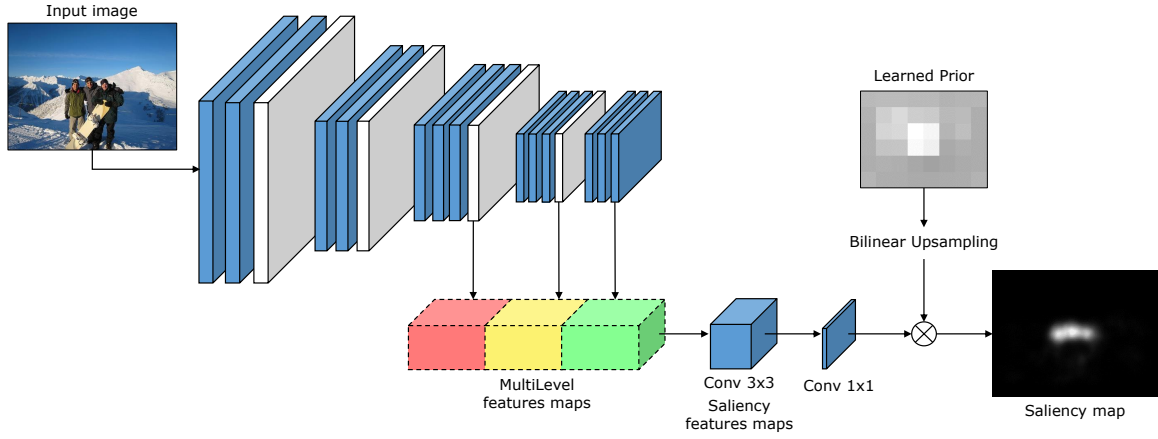 Input image
Learned Prior
Bilinear Upsampling
MultiLevel
features maps
Conv 3x3
Saliency
features maps
Conv 1x1
Saliency map